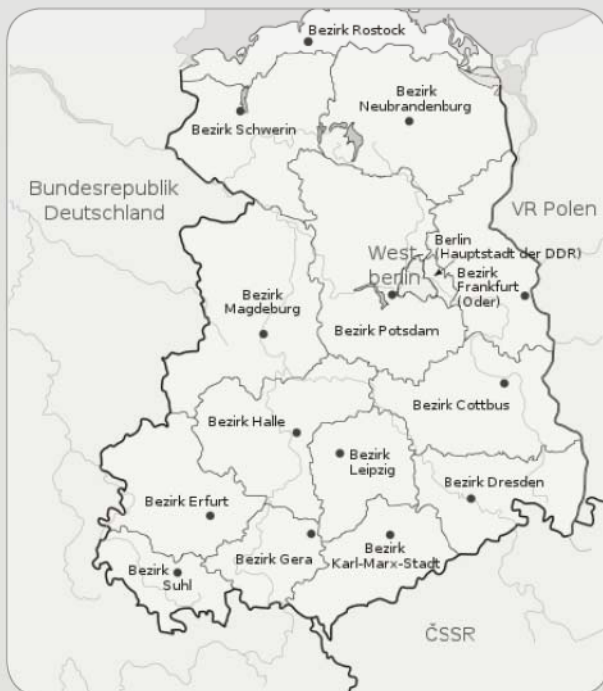 Bezirk Rostock
Bezirk
Neubrandenburg
Bezirk Schwerin
Bundesrepublik
Deutschland
VR Polen
Berlin
(Hauptstadt der DDR)
West-
berlin
Bezirk
Frankfurt
(Oder)
Bezirk
Magdeburg
Bezirk Potsdam
Bezirk Cottbus
Bezirk Halle
Bezirk
Leipzig
Bezirk Dresden
Bezirk Erfurt
Bezirk Gera
Bezirk
Karl-Marx-Stadt
Bezirk
Suhl
ČSSR